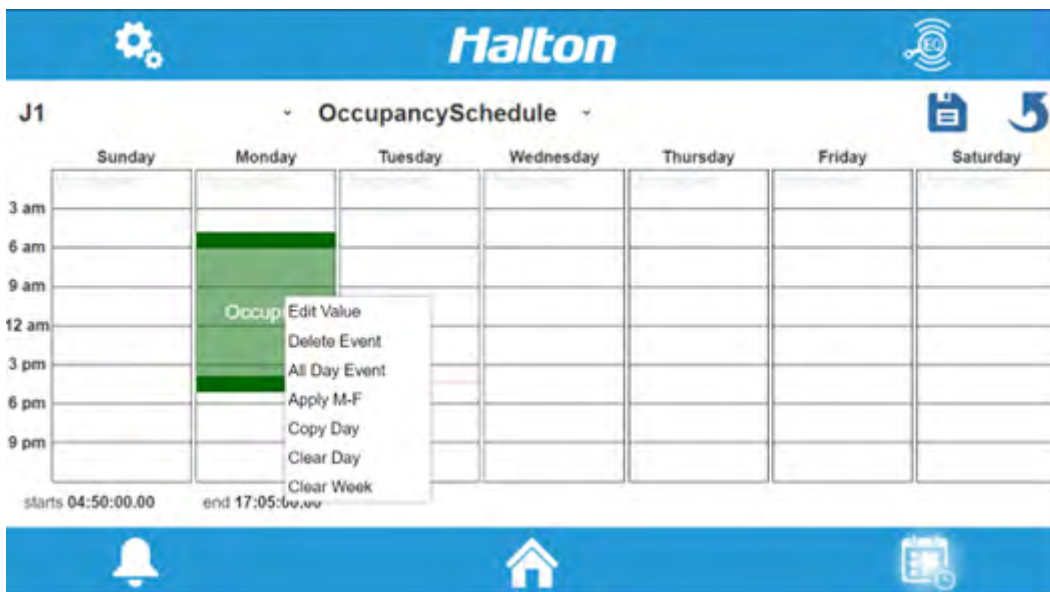 Halton
EQ
J1 OccupancySchedule
Sunday Monday Tuesday Wednesday Thursday Friday Saturday
3 am
6 am
9 am
Occup Edit Value
12 am
Delete Event
3 pm
All Day Event
6 pm
Apply M-F
Copy Day
9 pm
Clear Day
Clear Week
starts 04:50:00.00 end 17:05:00.00